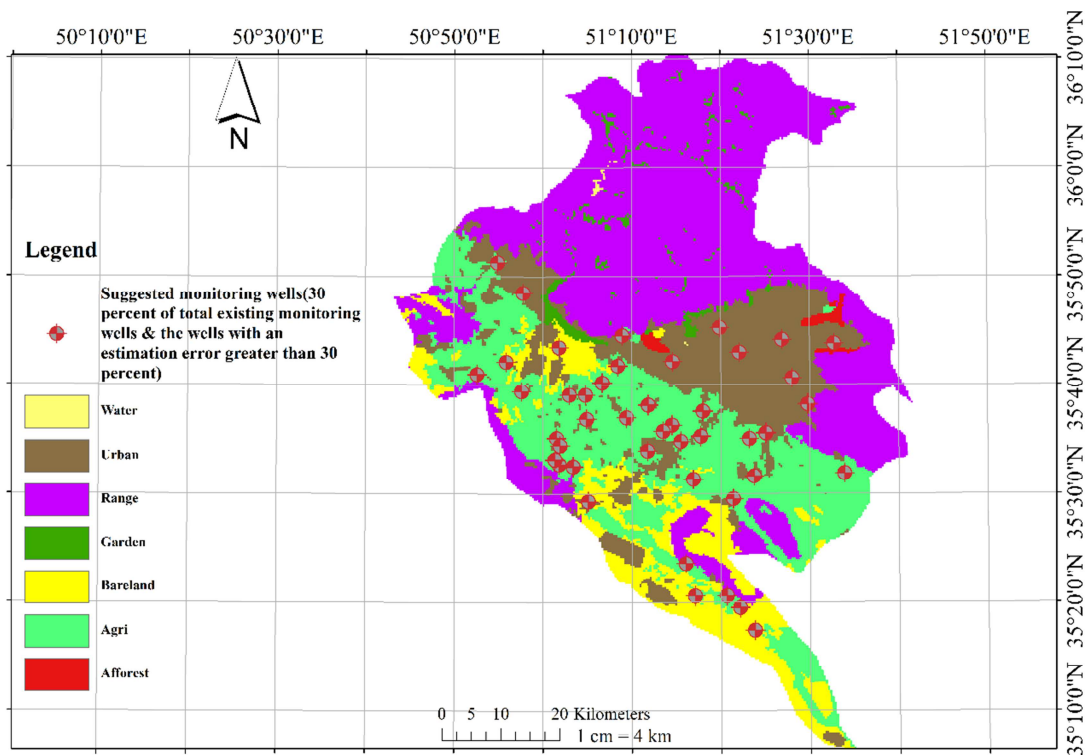 50°10'0"E 50°30'0"E 50°50'0"E 51°10'0"E 51°30'0"E 51°50'0"E
36°10'0"N
36°0'0"N
35°50'0"N
35°40'0"N
35°30'0"N
35°20'0"N
35°10'0"N
N
Legend
Suggested monitoring wells(30
percent of total existing monitoring
wells & the wells with an
estimation error greater than 30
percent)
Water
Urban
Range
Garden
Bareland
Agri
Afforest
0 5 10 20 Kilometers
1 cm = 4 km